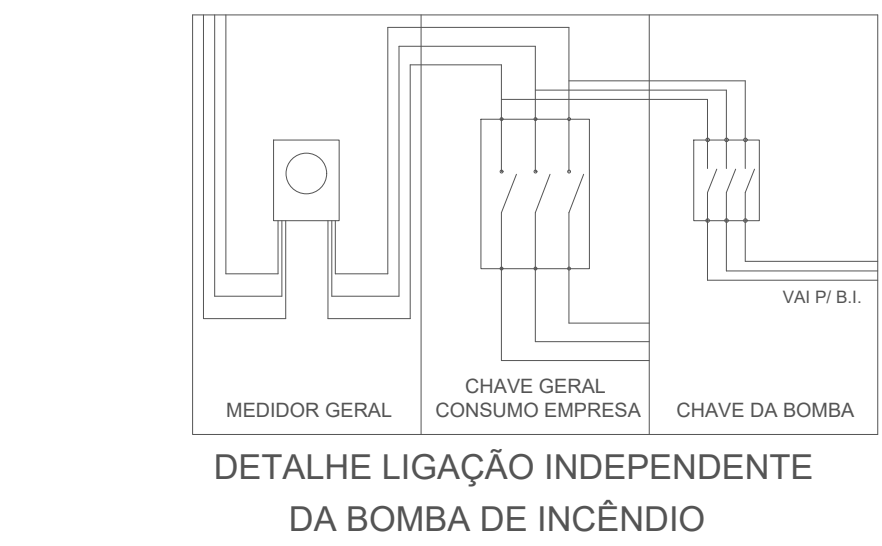 VAI P/ B.I.
MEDIDOR GERAL
CHAVE GERAL
CONSUMO EMPRESA
CHAVE DA BOMBA
DETALHE LIGAÇÃO INDEPENDENTE
DA BOMBA DE INCÊNDIO